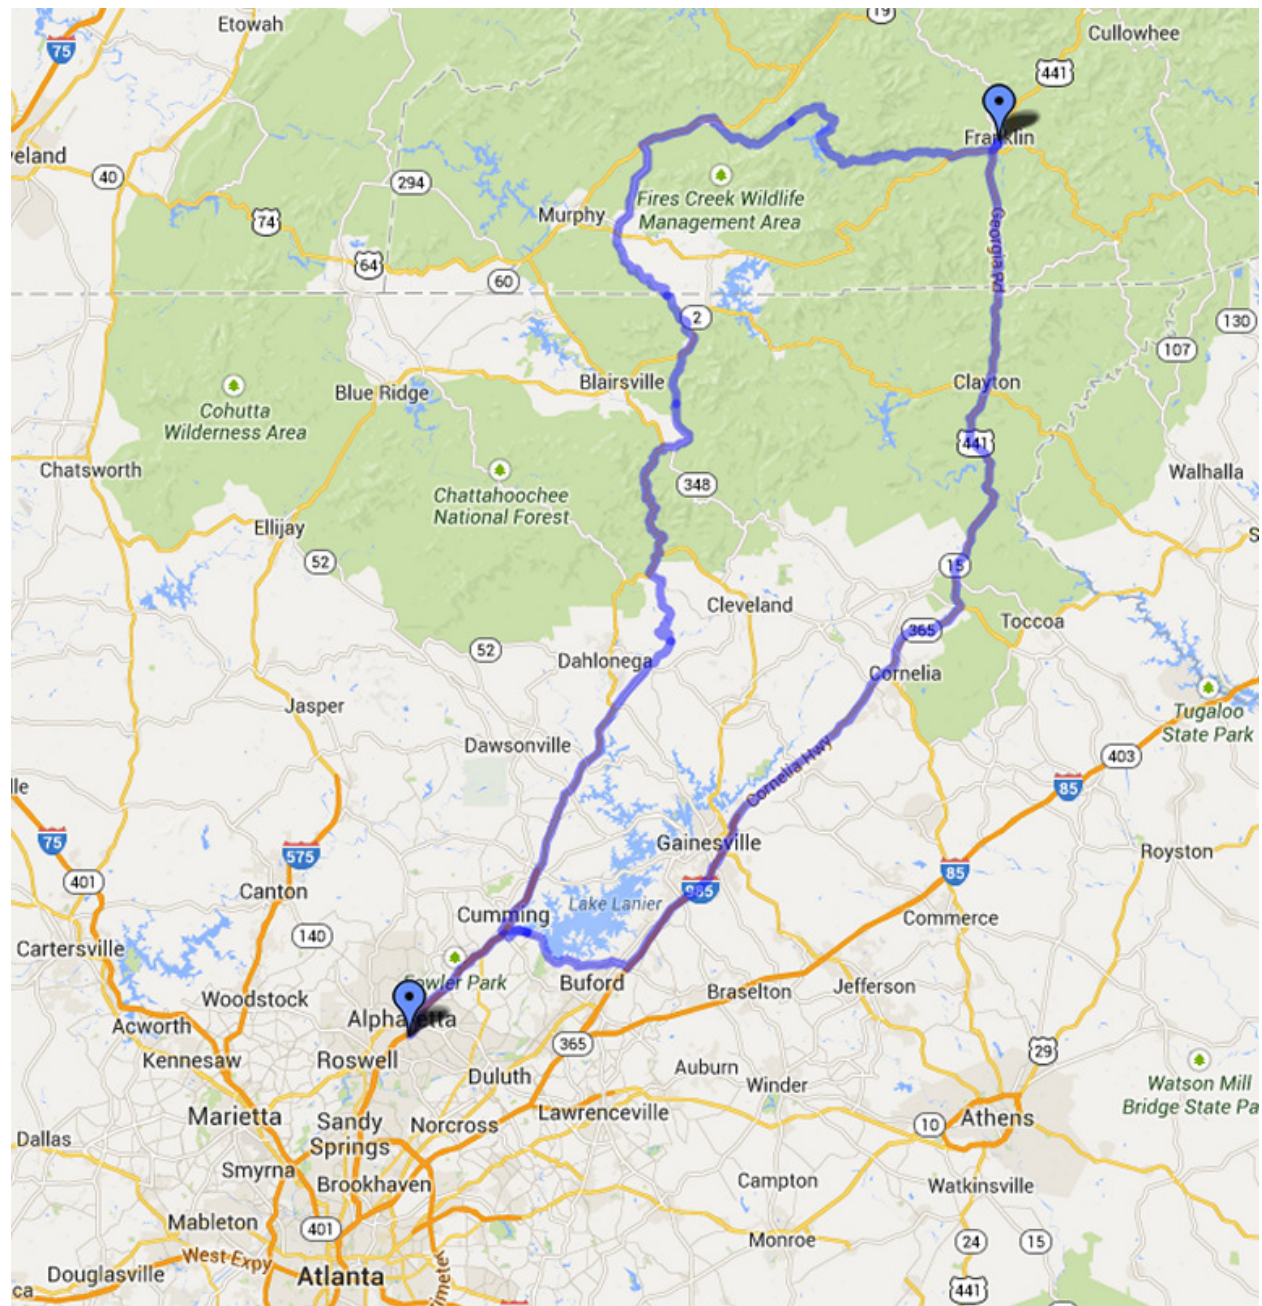 19
Etowah
Cullowhee
75
441
Franklin
veland
40
294
Fires Creek Wildlife
Management Area
Murphy
74
Georgia Rd
64
60
2
130
107
Blairsville
Clayton
Blue Ridge
Cohutta
Wilderness Area
441
Chatsworth
Walhalla
348
Chattahoochee
National Forest
Ellijay
S
52
15
Cleveland
Toccoa
365
52
Dahlonega
Cornelia
Jasper
Tugaloo
State Park
Dawsonville
403
Cornelia Hwy
lle
85
75
Gainesville
575
Royston
401
85
Canton
985
Lake Lanier
Cumming
Commerce
140
Cartersville
Fowler Park
Buford
Jefferson
Braselton
Woodstock
Alpharetta
Acworth
365
29
Kennesaw
Roswell
Auburn
Duluth
Winder
Watson Mill
Bridge State Pa
Marietta
Lawrenceville
Sandy
Springs
Norcross
10
Athens
Dallas
Smyrna
Campton
Brookhaven
Watkinsville
Mableton
401
Monroe
24
15
West Expy
Douglasville
Atlanta
imeter
ca
441